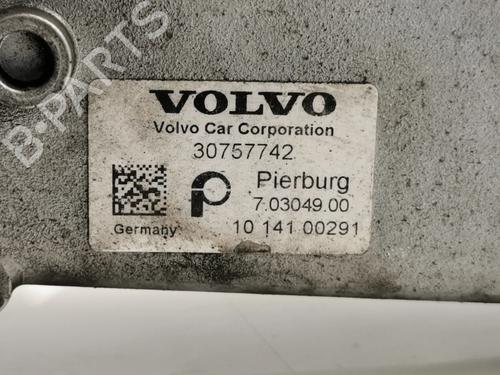 B-PARTS
VOLVO
Volvo Car Corporation
30757742
Pierburg
7.03049.00
Germany
10 141 00291